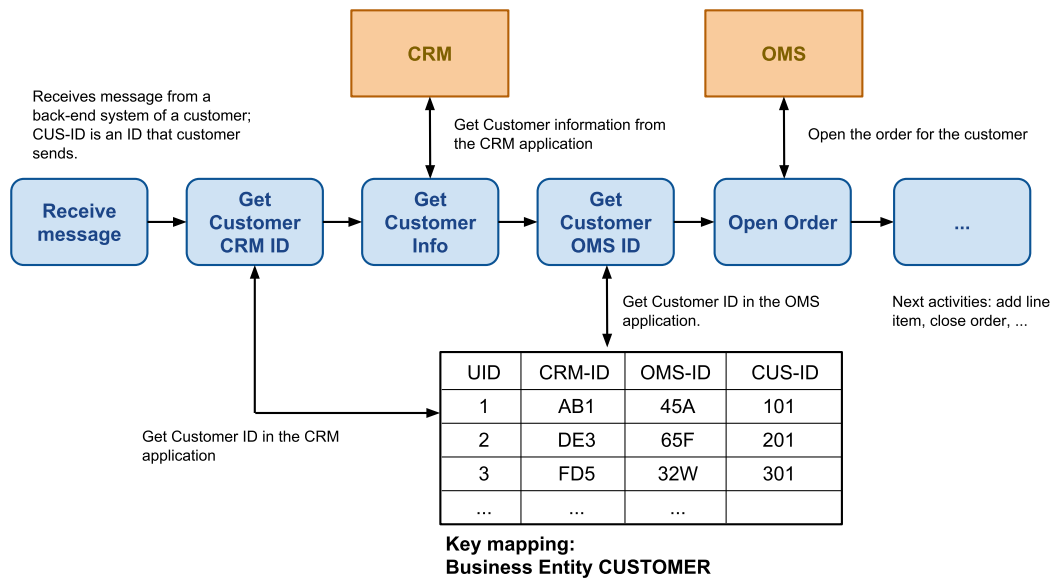 CRM
OMS
Receives message from a
back-end system of a customer;
CUS-ID is an ID that customer
sends.
Get Customer information from
the CRM application
Open the order for the customer
Receive
message
Get
Customer
CRM ID
Get
Customer
Info
Get
Customer
OMS ID
Open Order
...
Get Customer ID in the OMS
application.
Next activities: add line
item, close order, ...
Get Customer ID in the CRM
application
UID CRM-ID OMS-ID CUS-ID
1 AB1 45A 101
2 DE3 65F 201
3 FD5 32W 301
... ... ...
Key mapping:
Business Entity CUSTOMER